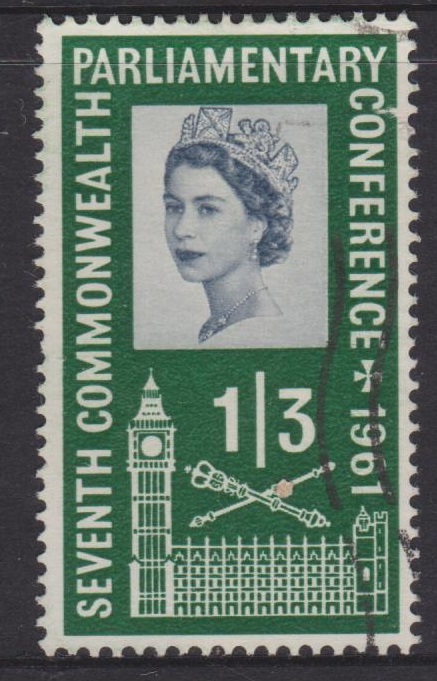 SEVENTH COMMONWEALTH
PARLIAMENTARY
CONFERENCE ✠ 1961
1|3